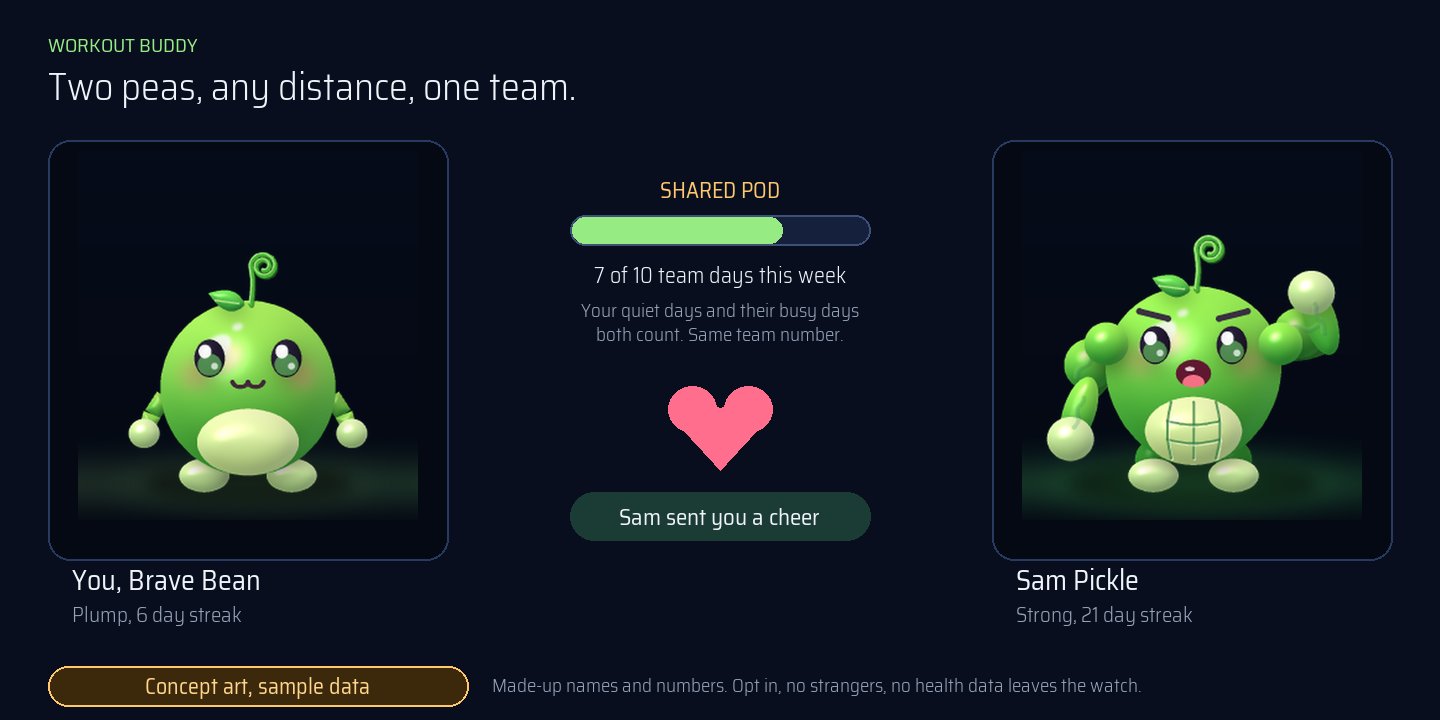 WORKOUT BUDDY
Two peas, any distance, one team.
SHARED POD
7 of 10 team days this week
Your quiet days and their busy days
both count. Same team number.
Sam sent you a cheer
You, Brave Bean
Plump, 6 day streak
Sam Pickle
Strong, 21 day streak
Concept art, sample data
Made-up names and numbers. Opt in, no strangers, no health data leaves the watch.